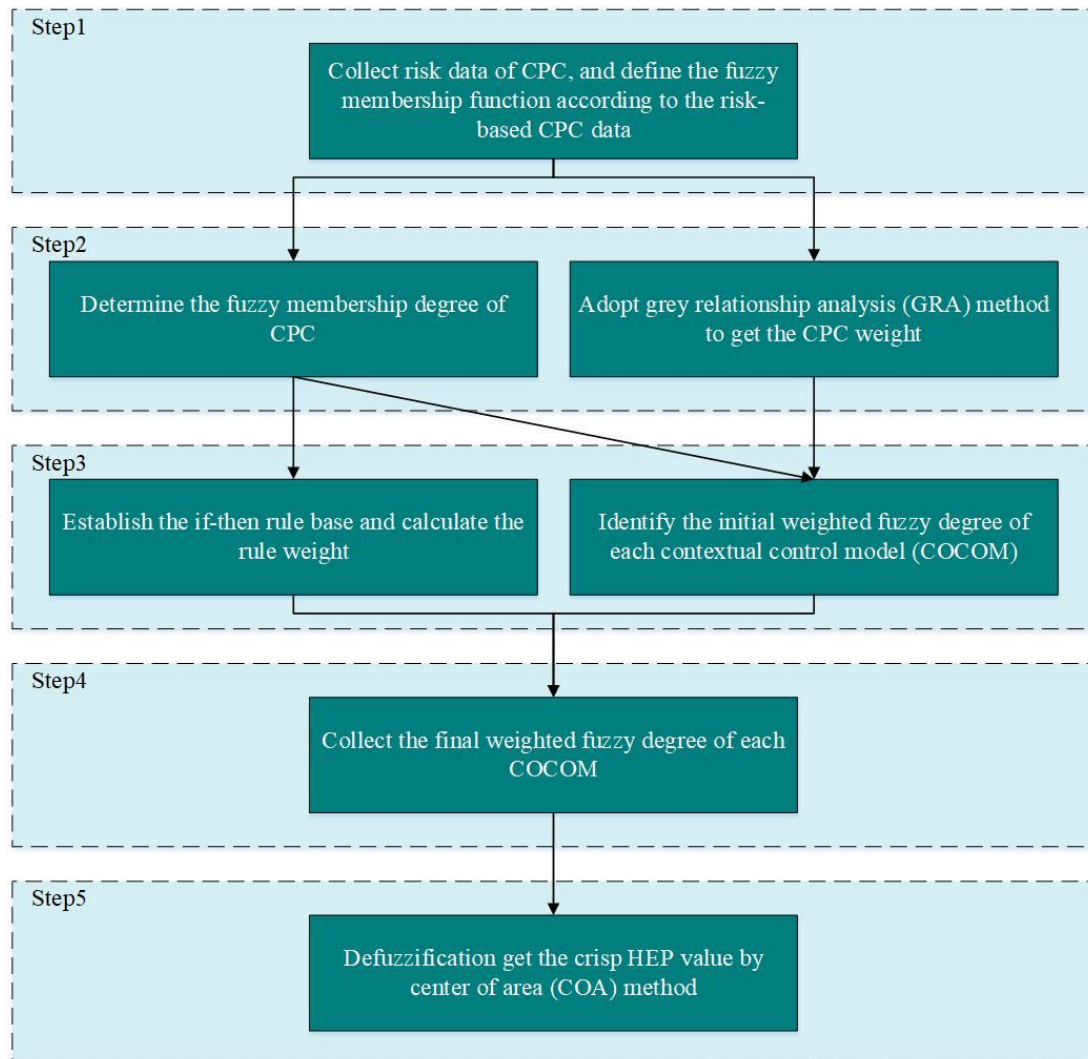 Step1
Collect risk data of CPC, and define the fuzzy
membership function according to the risk-
based CPC data
Step2
Determine the fuzzy membership degree of
CPC
Adopt grey relationship analysis (GRA) method
to get the CPC weight
Step3
Establish the if-then rule base and calculate the
rule weight
Identify the initial weighted fuzzy degree of
each contextual control model (COCOM)
Step4
Collect the final weighted fuzzy degree of each
COCOM
Step5
Defuzzification get the crisp HEP value by
center of area (COA) method